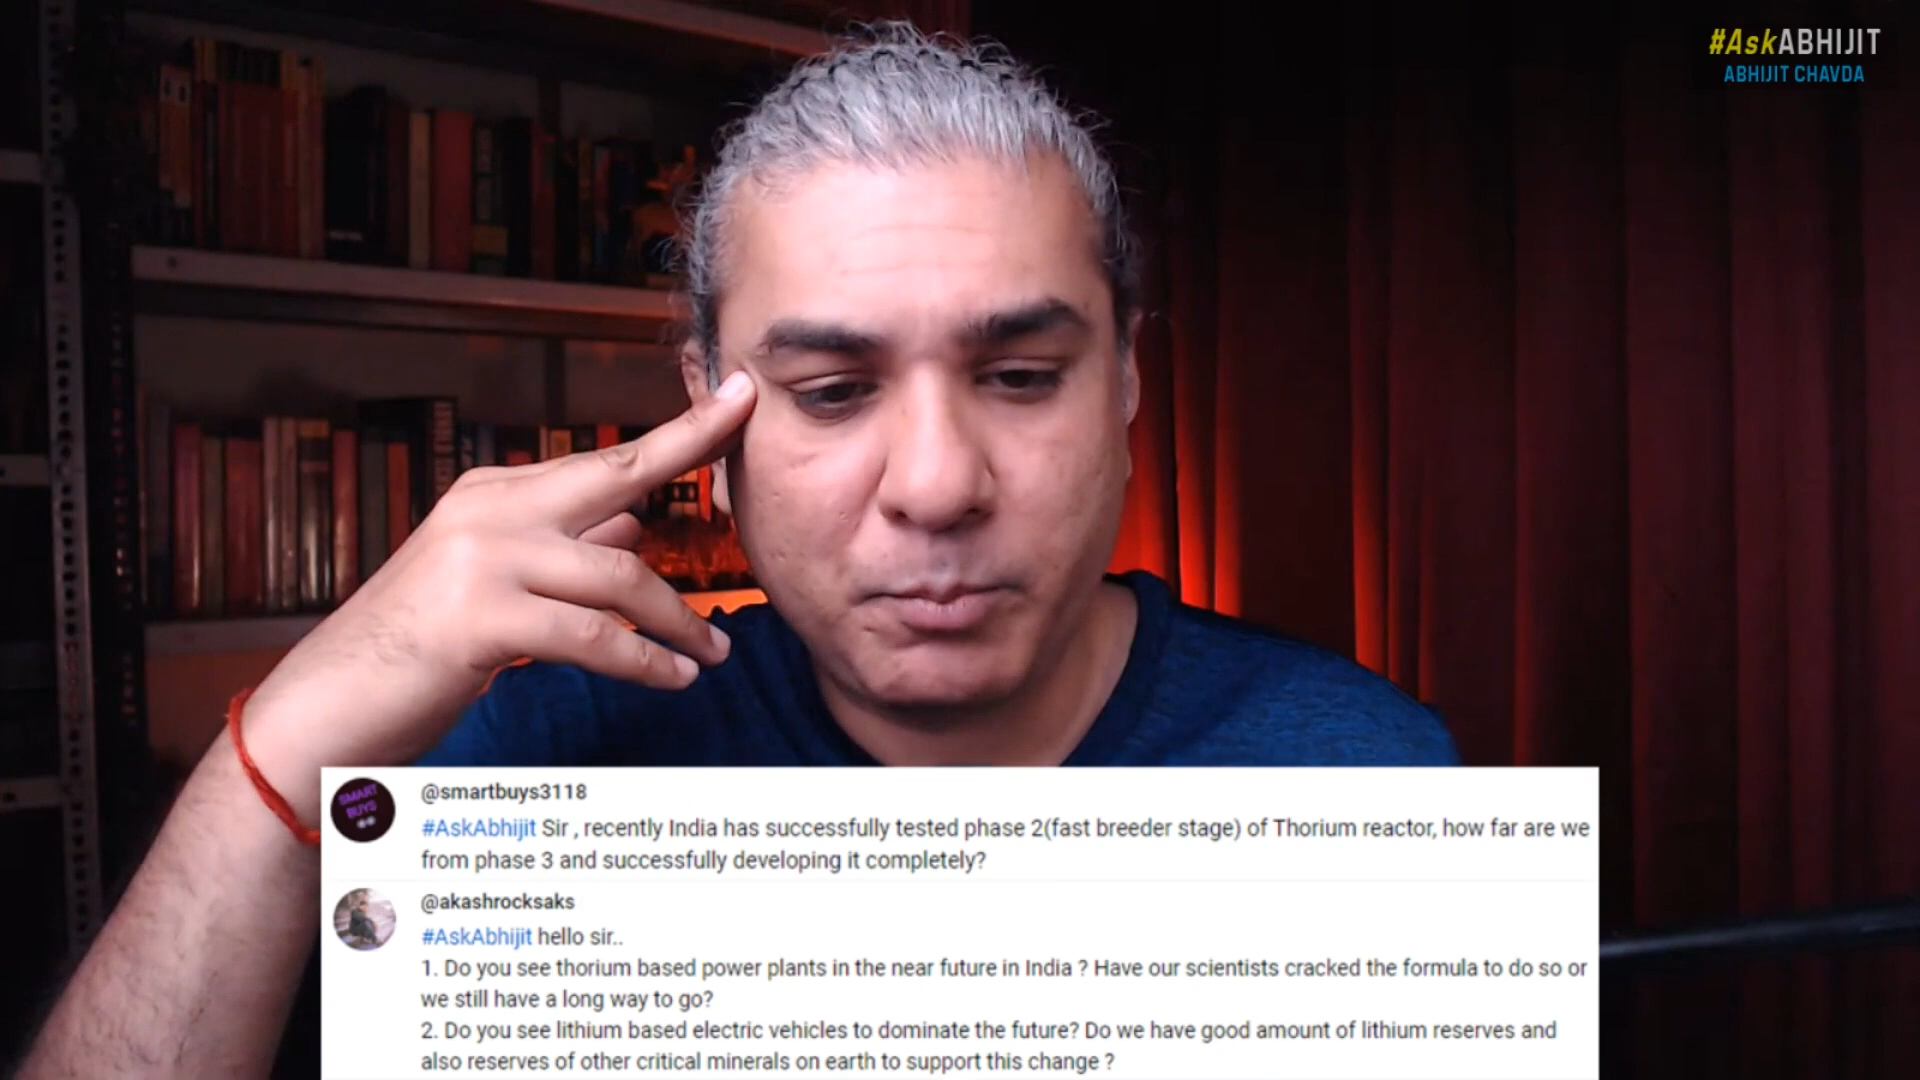 #AskABHIJIT
ABHIJIT CHAVDA
SMART
BUYS
@smartbuys3118
#AskAbhijit Sir , recently India has successfully tested phase 2(fast breeder stage) of Thorium reactor, how far are we
from phase 3 and successfully developing it completely?
@akashrocksaks
#AskAbhijit hello sir..
1. Do you see thorium based power plants in the near future in India ? Have our scientists cracked the formula to do so or
we still have a long way to go?
2. Do you see lithium based electric vehicles to dominate the future? Do we have good amount of lithium reserves and
also reserves of other critical minerals on earth to support this change ?